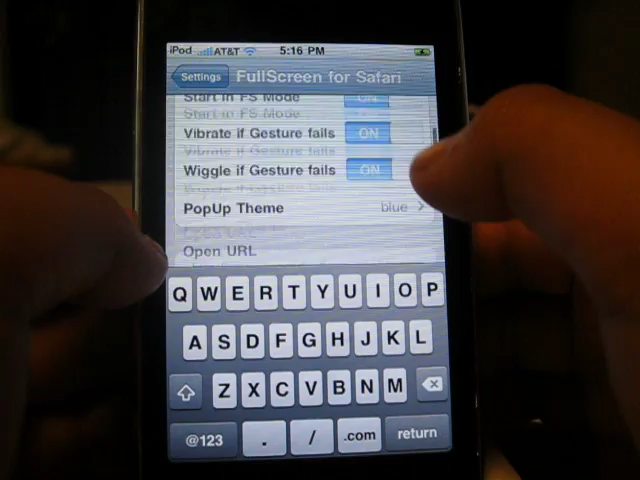 iPod AT&T 5:16 PM
Settings FullScreen for Safari
Start in FS Mode ON
Vibrate if Gesture fails ON
Wiggle if Gesture fails ON
PopUp Theme blue >
Open URL
Q W E R T Y U I O P
A S D F G H J K L
Z X C V B N M
@123 . / .com return